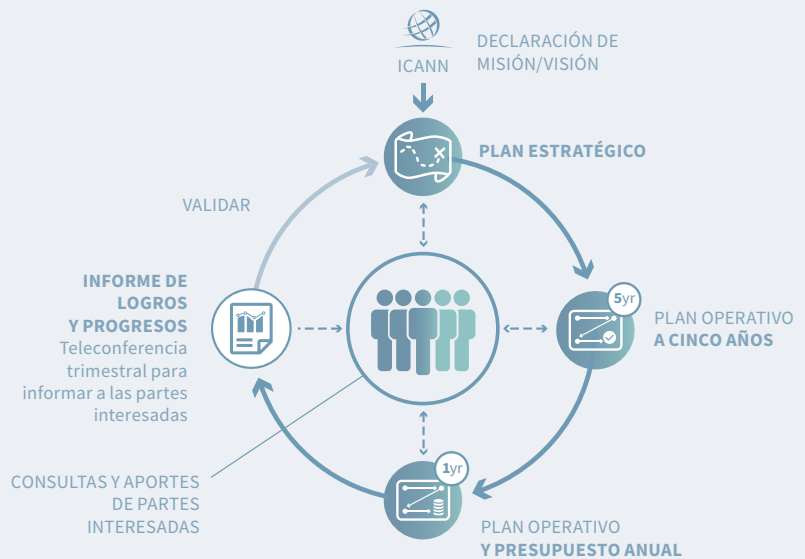 ICANN
DECLARACIÓN DE
MISIÓN/VISIÓN
PLAN ESTRATÉGICO
VALIDAR
INFORME DE
LOGROS
Y PROGRESOS
Teleconferencia
trimestral para
informar a las partes
interesadas
5yr
PLAN OPERATIVO
A CINCO AÑOS
CONSULTAS Y APORTES
DE PARTES
INTERESADAS
1yr
PLAN OPERATIVO
Y PRESUPUESTO ANUAL